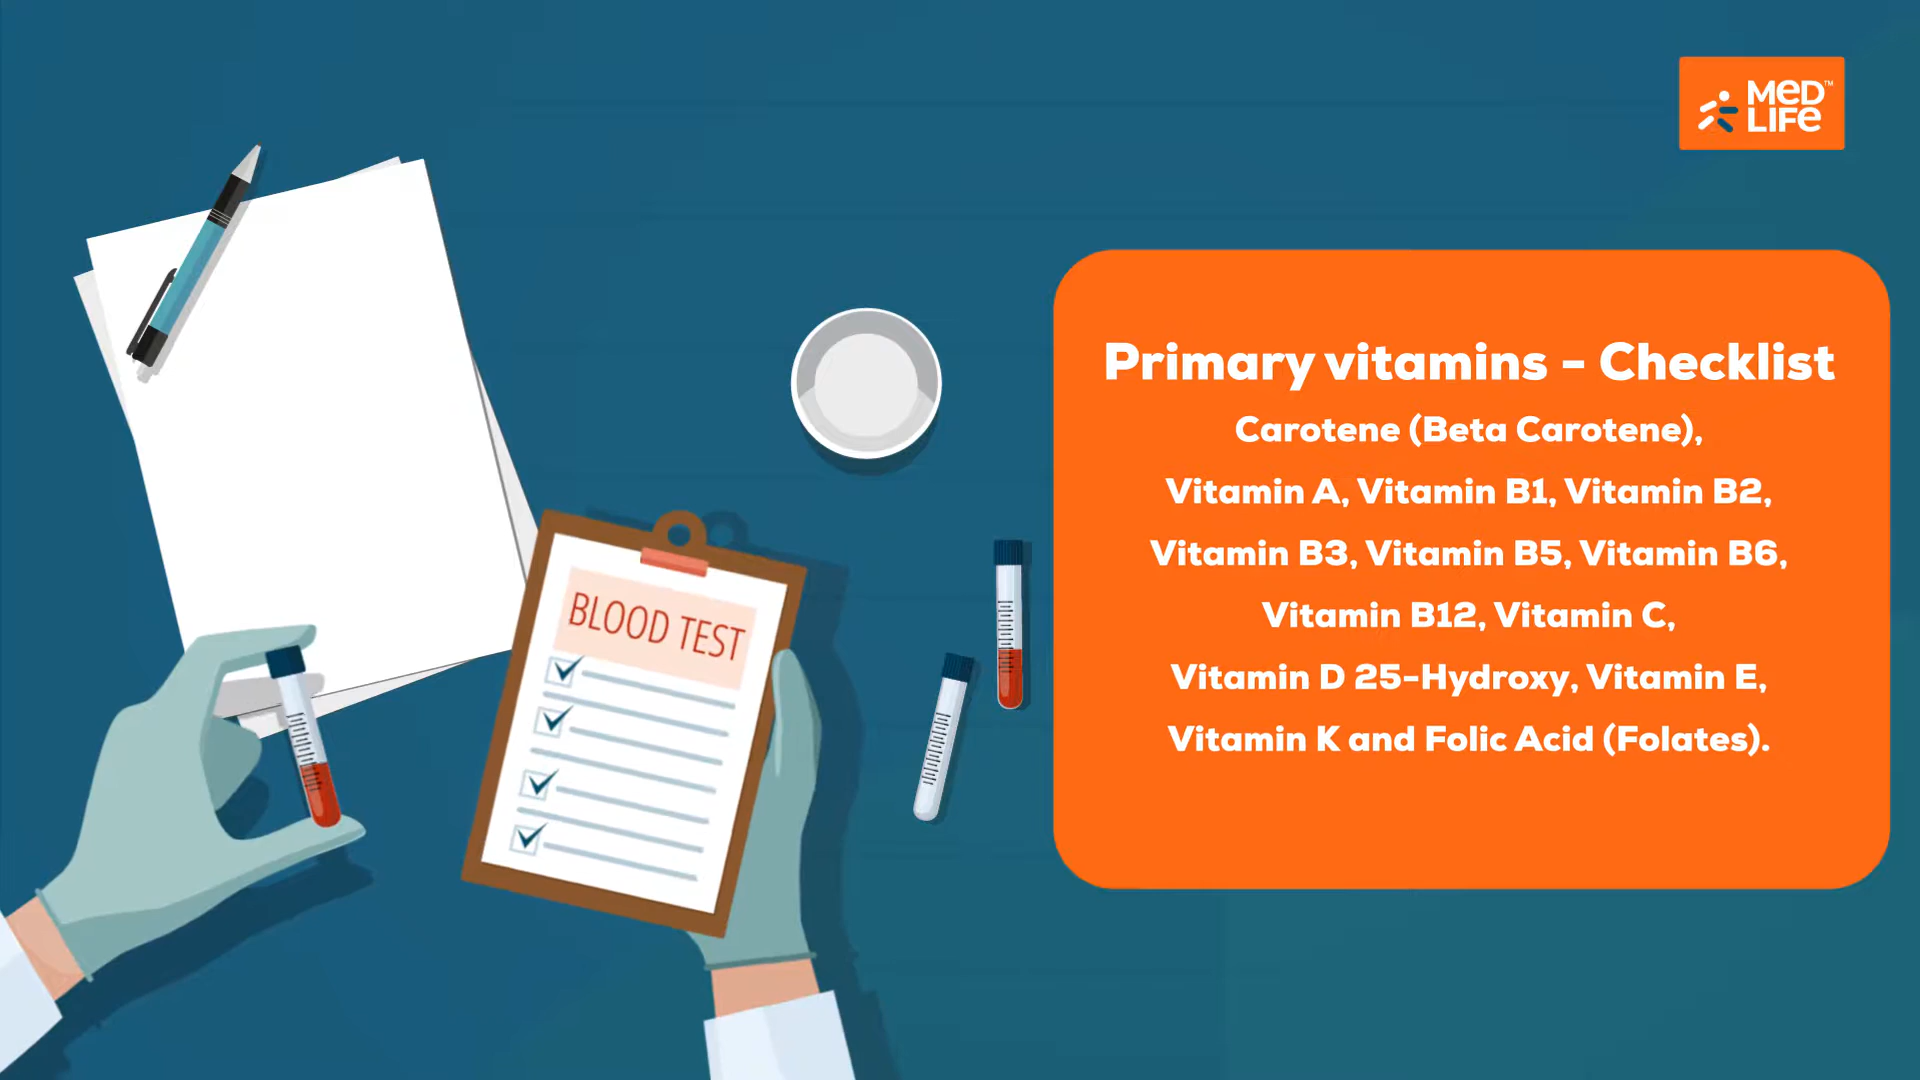 MeD™
LIFe
Primary vitamins - Checklist
Carotene (Beta Carotene),
Vitamin A, Vitamin B1, Vitamin B2,
Vitamin B3, Vitamin B5, Vitamin B6,
Vitamin B12, Vitamin C,
Vitamin D 25-Hydroxy, Vitamin E,
Vitamin K and Folic Acid (Folates).
BLOOD TEST